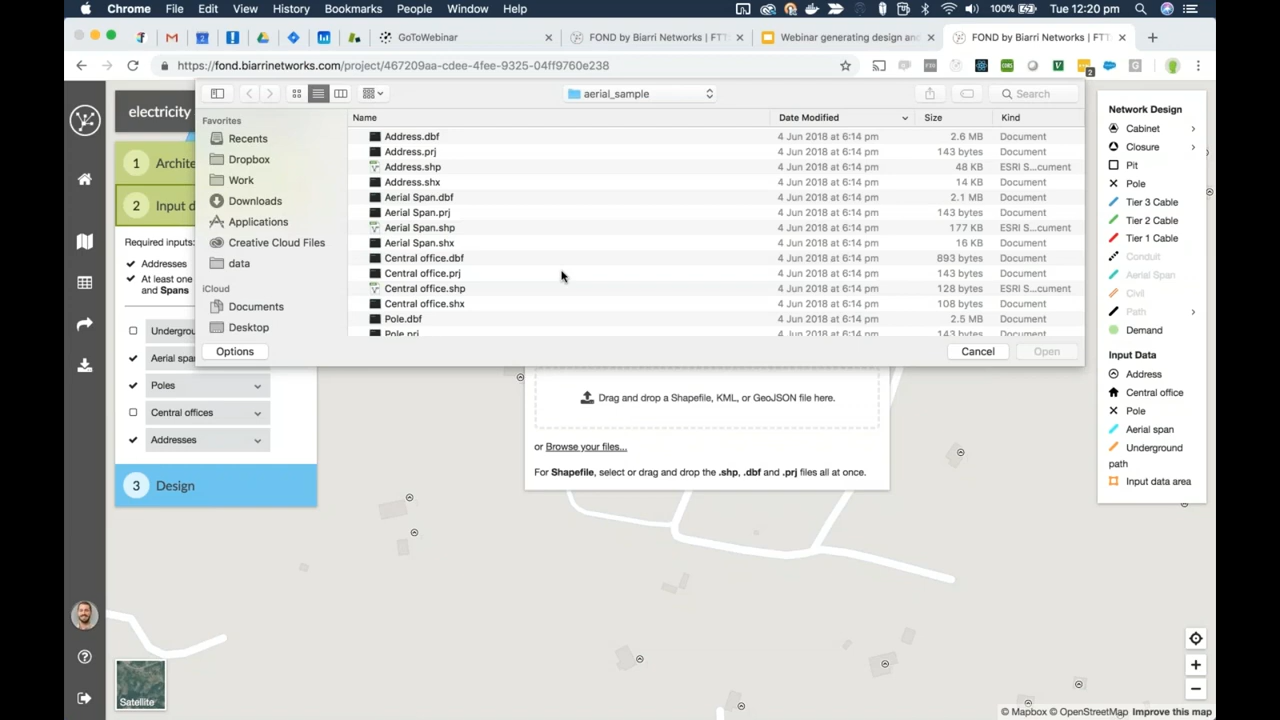 Chrome File Edit View History Bookmarks People Window Help 100% Tue 12:20 pm
GoToWebinar
FOND by Biarri Networks | FTT
Webinar generating design and
FOND by Biarri Networks | FTT
https://fond.biarrinetworks.com/project/467209aa-cdee-4fee-9325-04ff9760e238
electricity
1 Archite
2 Input d
Required inputs:
Addresses
At least one
and Spans
Undergrou
Aerial spa
Poles
Central offices
Addresses
3 Design
aerial_sample
Search
Favorites
Recents
Dropbox
Work
Downloads
Applications
Creative Cloud Files
data
iCloud
Documents
Desktop
Name Date Modified Size Kind
Address.dbf 4 Jun 2018 at 6:14 pm 2.6 MB Document
Address.prj 4 Jun 2018 at 6:14 pm 143 bytes Document
Address.shp 4 Jun 2018 at 6:14 pm 48 KB ESRI S...cument
Address.shx 4 Jun 2018 at 6:14 pm 14 KB Document
Aerial Span.dbf 4 Jun 2018 at 6:14 pm 2.1 MB Document
Aerial Span.prj 4 Jun 2018 at 6:14 pm 143 bytes Document
Aerial Span.shp 4 Jun 2018 at 6:14 pm 177 KB ESRI S...cument
Aerial Span.shx 4 Jun 2018 at 6:14 pm 16 KB Document
Central office.dbf 4 Jun 2018 at 6:14 pm 893 bytes Document
Central office.prj 4 Jun 2018 at 6:14 pm 143 bytes Document
Central office.shp 4 Jun 2018 at 6:14 pm 128 bytes ESRI S...cument
Central office.shx 4 Jun 2018 at 6:14 pm 108 bytes Document
Pole.dbf 4 Jun 2018 at 6:14 pm 2.5 MB Document
Pole.prj 4 Jun 2018 at 6:14 pm 143 bytes Document
Options Cancel Open
Drag and drop a Shapefile, KML, or GeoJSON file here.
or Browse your files...
For Shapefile, select or drag and drop the .shp, .dbf and .prj files all at once.
Network Design
Cabinet
Closure
Pit
Pole
Tier 3 Cable
Tier 2 Cable
Tier 1 Cable
Conduit
Aerial Span
Civil
Path
Demand
Input Data
Address
Central office
Pole
Aerial span
Underground
path
Input data area
Satellite
© Mapbox © OpenStreetMap Improve this map